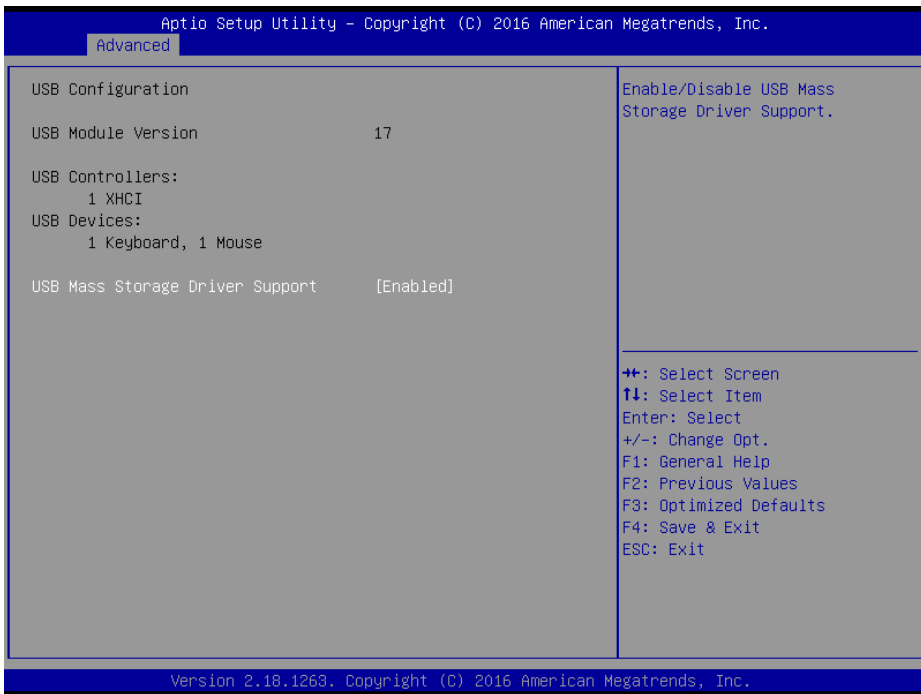 Aptio Setup Utility – Copyright (C) 2016 American Megatrends, Inc.
Advanced
USB Configuration
USB Module Version 17
USB Controllers:
1 XHCI
USB Devices:
1 Keyboard, 1 Mouse
USB Mass Storage Driver Support [Enabled]
Enable/Disable USB Mass
Storage Driver Support.
→←: Select Screen
↑↓: Select Item
Enter: Select
+/-: Change Opt.
F1: General Help
F2: Previous Values
F3: Optimized Defaults
F4: Save & Exit
ESC: Exit
Version 2.18.1263. Copyright (C) 2016 American Megatrends, Inc.